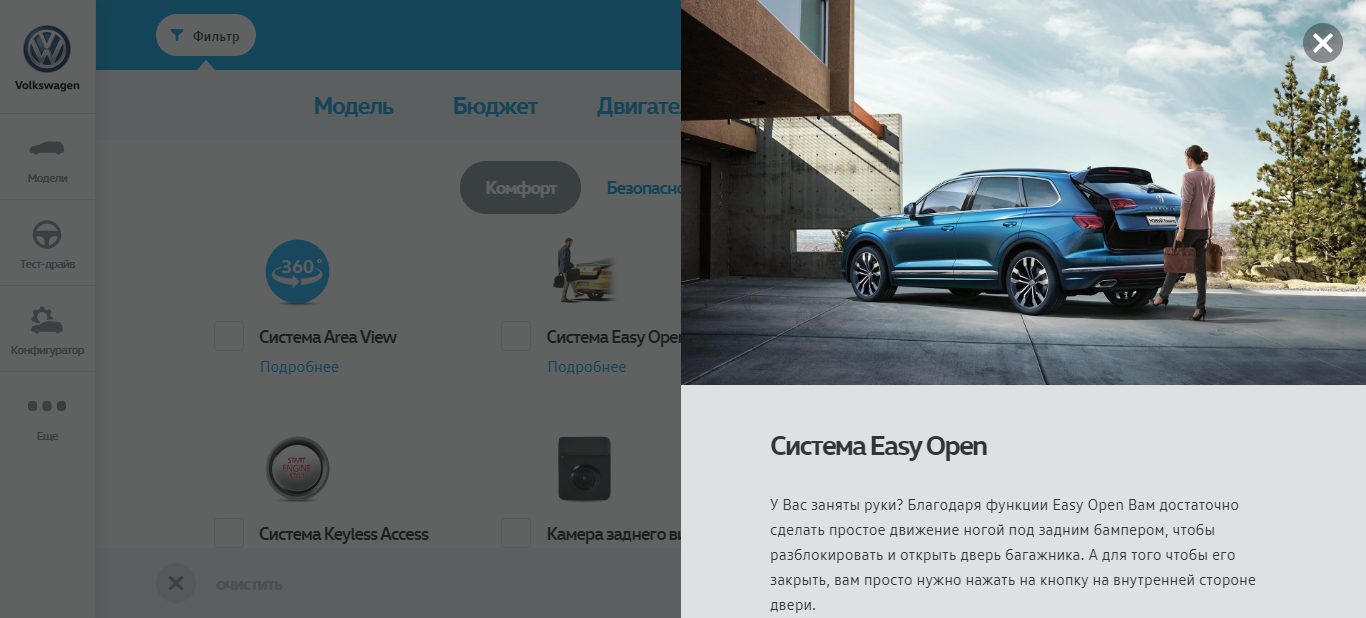 Volkswagen
Модели
Тест-драйв
Конфигуратор
Еще
Фильтр
Модель Бюджет Двигате
Комфорт Безопасно
360°
Система Area View
Подробнее
Система Easy Oper
Подробнее
START
ENGINE
STOP
Система Keyless Access
Камера заднего ви
ОЧИСТИТЬ
Система Easy Open
У Вас заняты руки? Благодаря функции Easy Open Вам достаточно
сделать простое движение ногой под задним бампером, чтобы
разблокировать и открыть дверь багажника. А для того чтобы его
закрыть, вам просто нужно нажать на кнопку на внутренней стороне
двери.